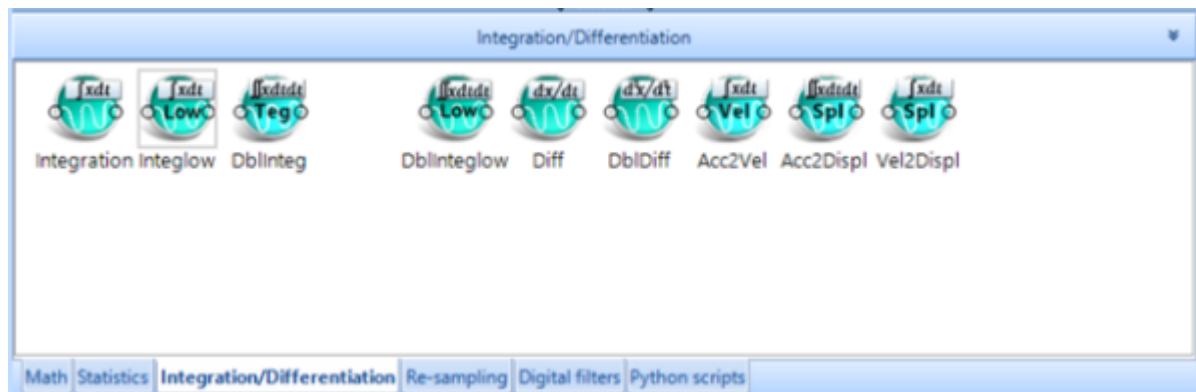 Integration/Differentiation
∫xdt ∫xdt ∬xdtdt ∬xdtdt dx/dt d²x/d²t ∫xdt ∬xdtdt ∫xdt
Low Teg Low Vel Spl Spl
Integration Integlow DblInteg DblInteglow Diff DblDiff Acc2Vel Acc2Displ Vel2Displ
Math Statistics Integration/Differentiation Re-sampling Digital filters Python scripts